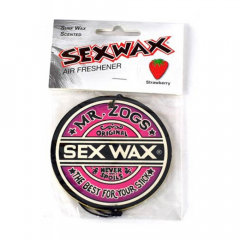 SURF WAX
SCENTED
SEXWAX
AIR FRESHENER
Strawberry
MR. ZOGS
ORIGINAL
SEX WAX®
NEVER
SPOILS
THE BEST FOR YOUR STICK